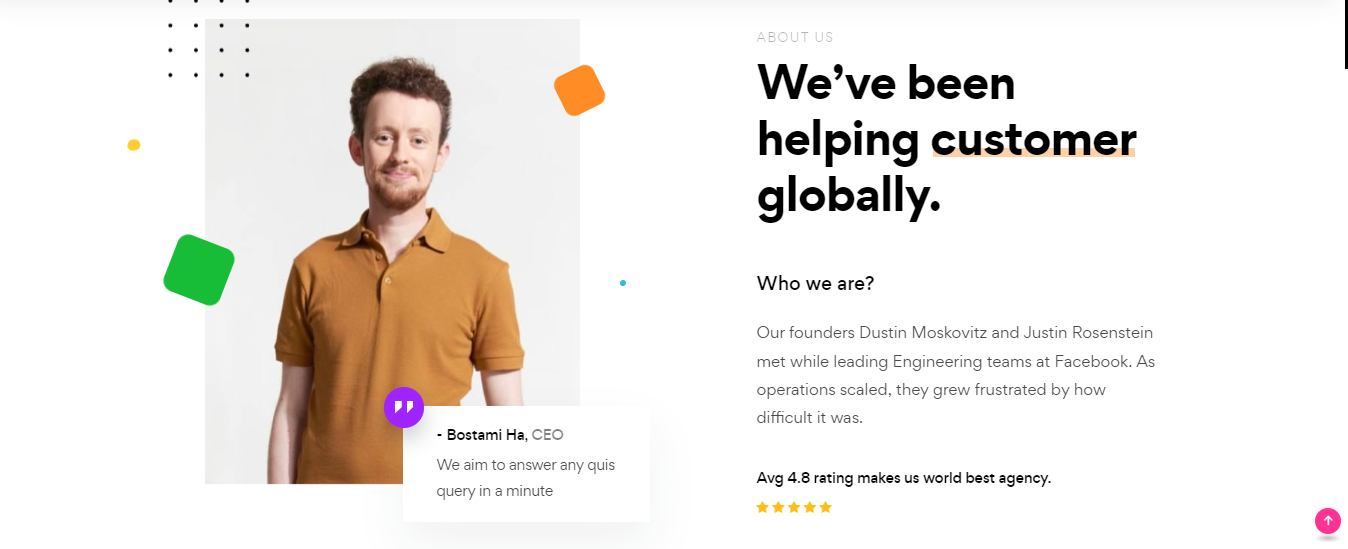 ABOUT US
We’ve been
helping customer
globally.
Who we are?
Our founders Dustin Moskovitz and Justin Rosenstein
met while leading Engineering teams at Facebook. As
operations scaled, they grew frustrated by how
difficult it was.
Avg 4.8 rating makes us world best agency.
- Bostami Ha, CEO
We aim to answer any quis
query in a minute